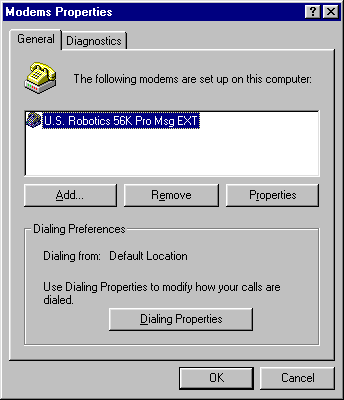 Modems Properties
General
Diagnostics
The following modems are set up on this computer:
U.S. Robotics 56K Pro Msg EXT
Add...
Remove
Properties
Dialing Preferences
Dialing from: Default Location
Use Dialing Properties to modify how your calls are
dialed.
Dialing Properties
OK
Cancel